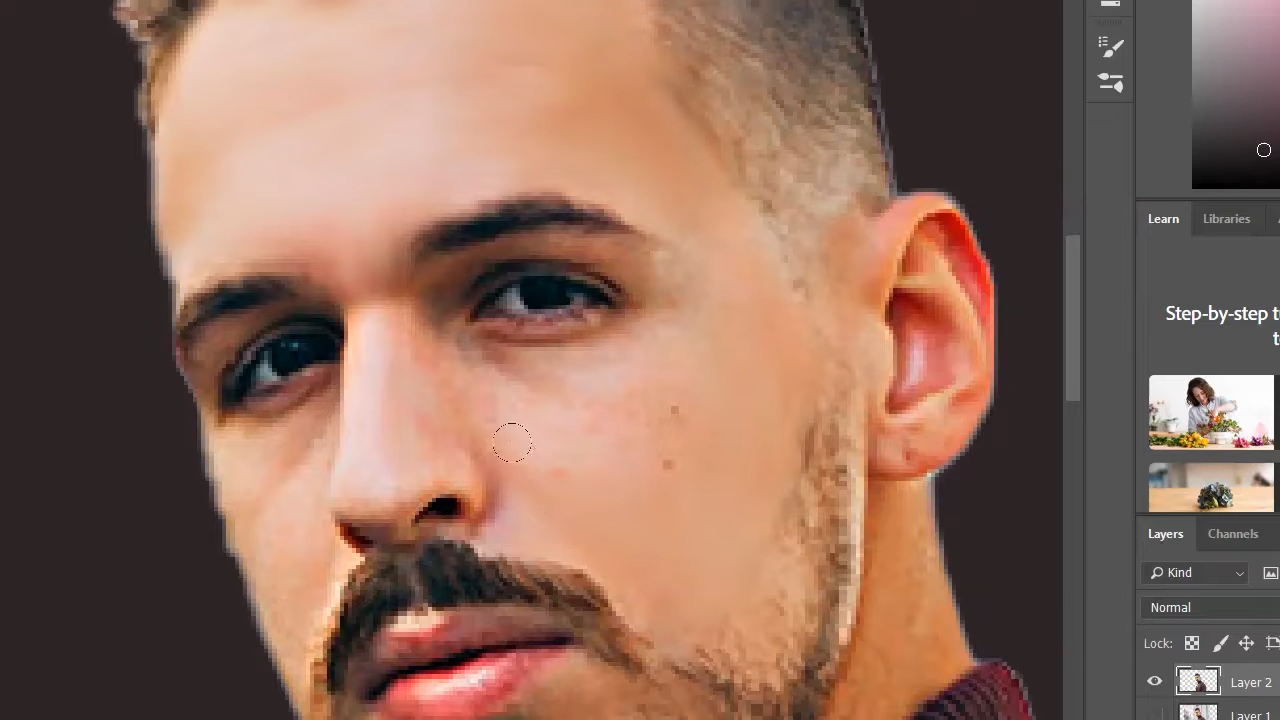 Learn Libraries
Step-by-step
Layers Channels
Kind
Normal
Lock:
Layer 2
Layer 1